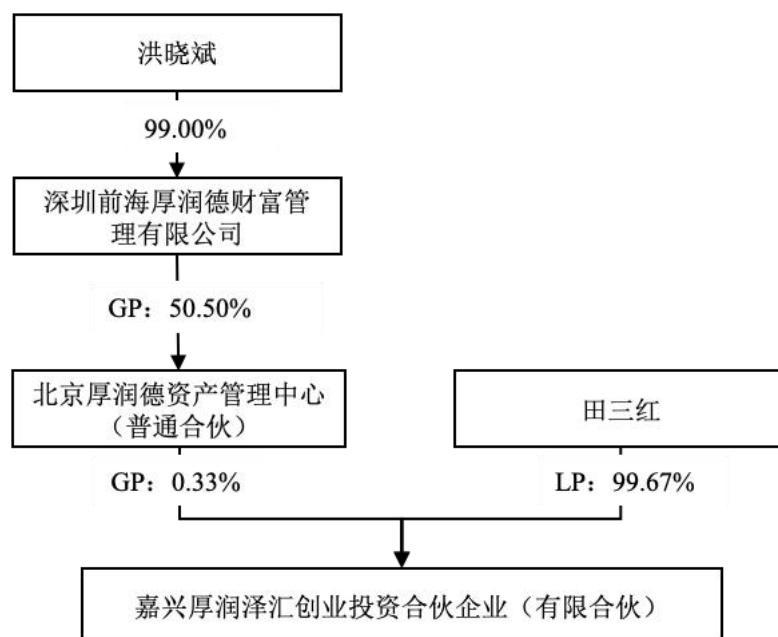 洪晓斌
99.00%
深圳前海厚润德财富管
理有限公司
GP：50.50%
北京厚润德资产管理中心
（普通合伙）
田三红
GP：0.33%
LP：99.67%
嘉兴厚润泽汇创业投资合伙企业（有限合伙）